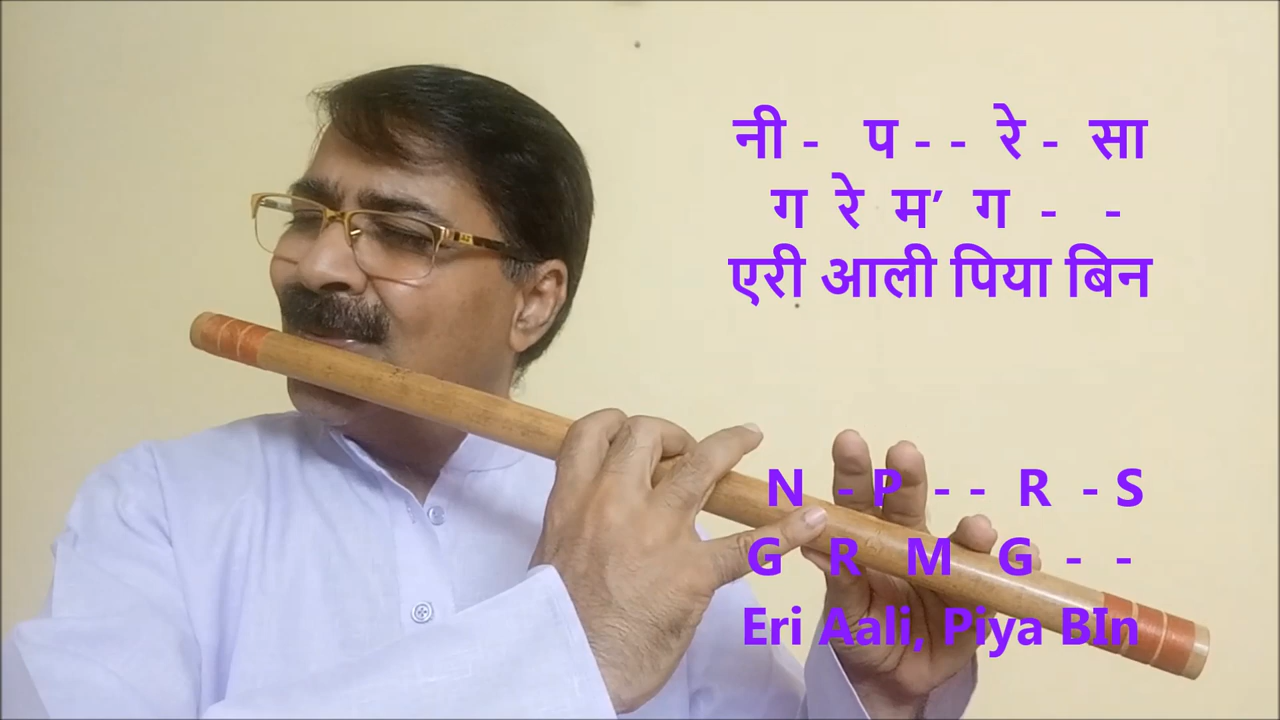 नी - प - - रे - सा
ग रे म’ ग - -
एरी आली पिया बिन
N - P - - R - S
G R M G - -
Eri Aali, Piya BIn